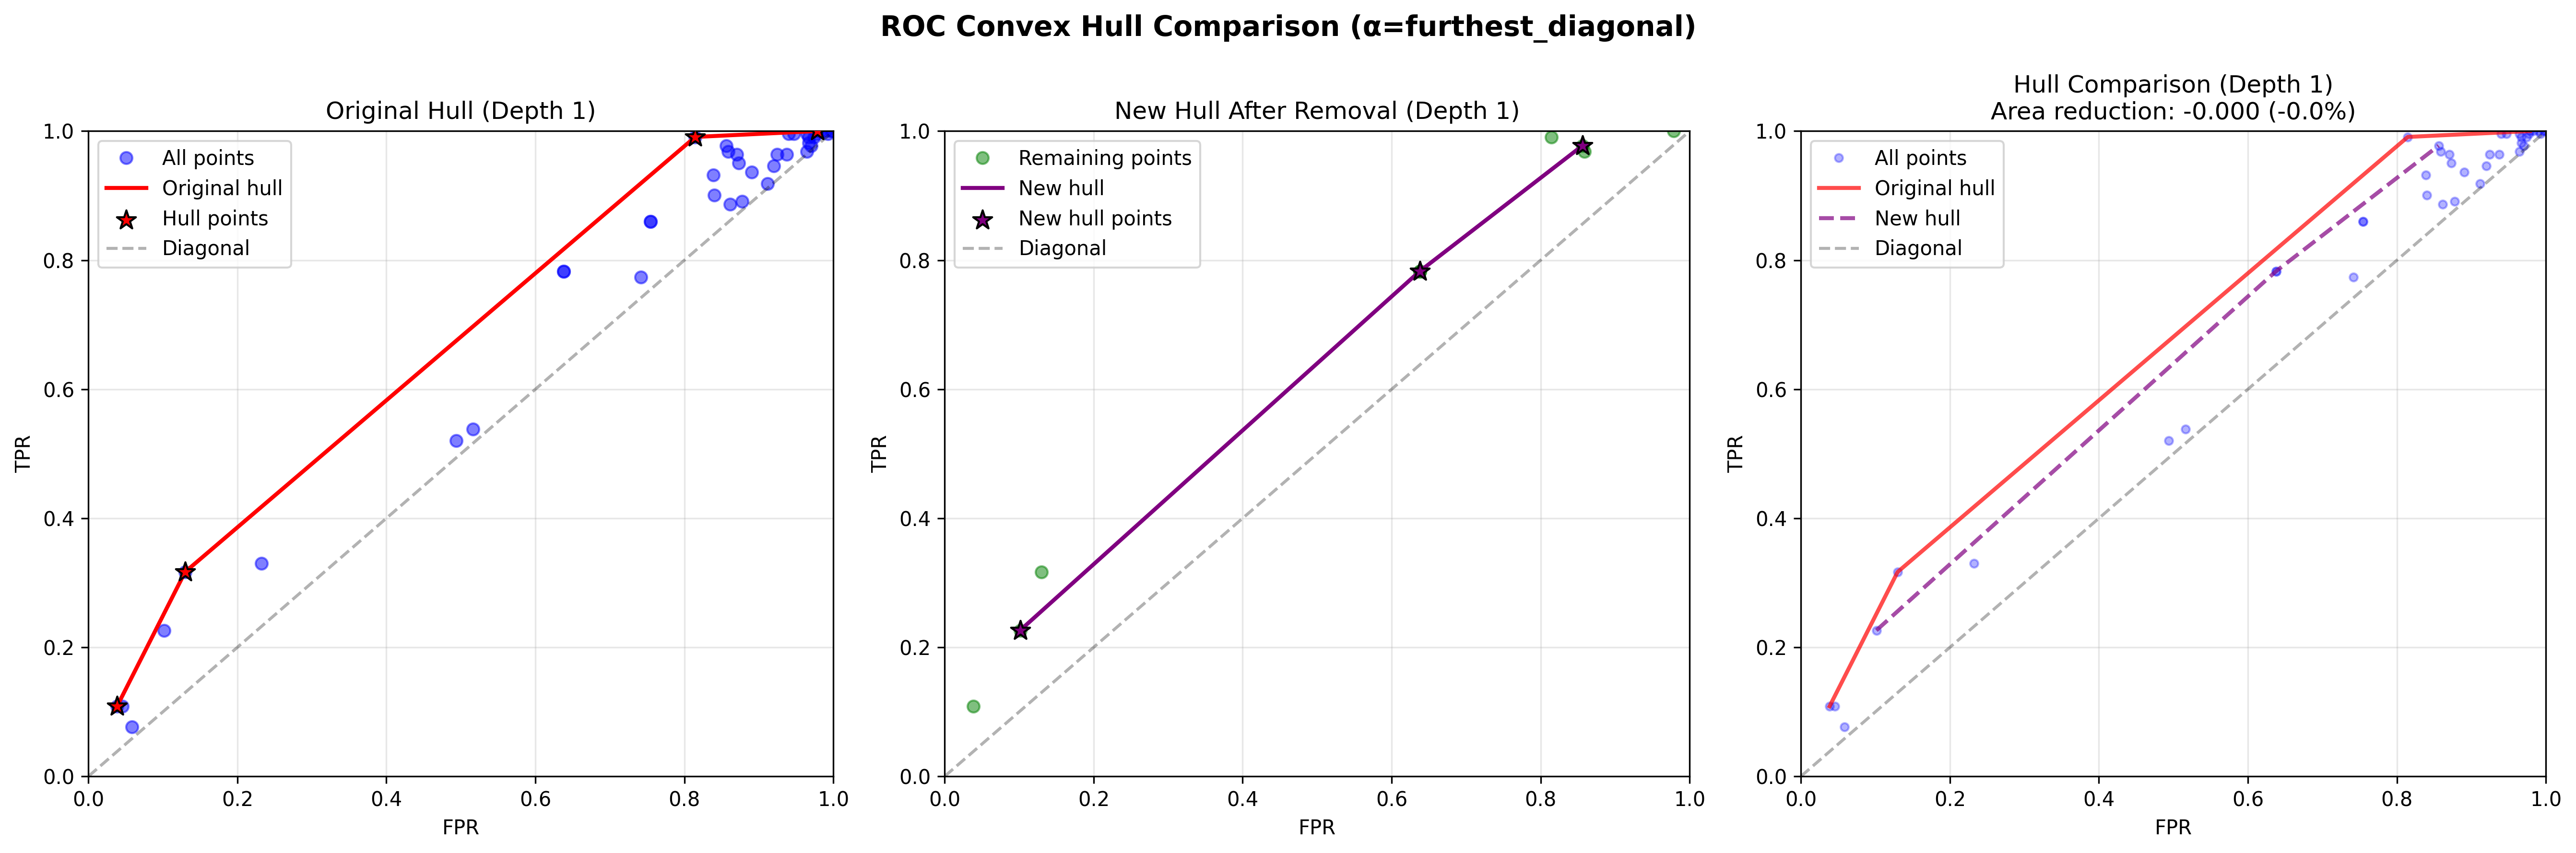 ROC Convex Hull Comparison (α=furthest_diagonal)
Original Hull (Depth 1)
All points
Original hull
Hull points
Diagonal
1.0
0.8
0.6
0.4
0.2
0.0
TPR
0.0 0.2 0.4 0.6 0.8 1.0
FPR
New Hull After Removal (Depth 1)
Remaining points
New hull
New hull points
Diagonal
1.0
0.8
0.6
0.4
0.2
0.0
TPR
0.0 0.2 0.4 0.6 0.8 1.0
FPR
Hull Comparison (Depth 1)
Area reduction: -0.000 (-0.0%)
All points
Original hull
New hull
Diagonal
1.0
0.8
0.6
0.4
0.2
0.0
TPR
0.0 0.2 0.4 0.6 0.8 1.0
FPR